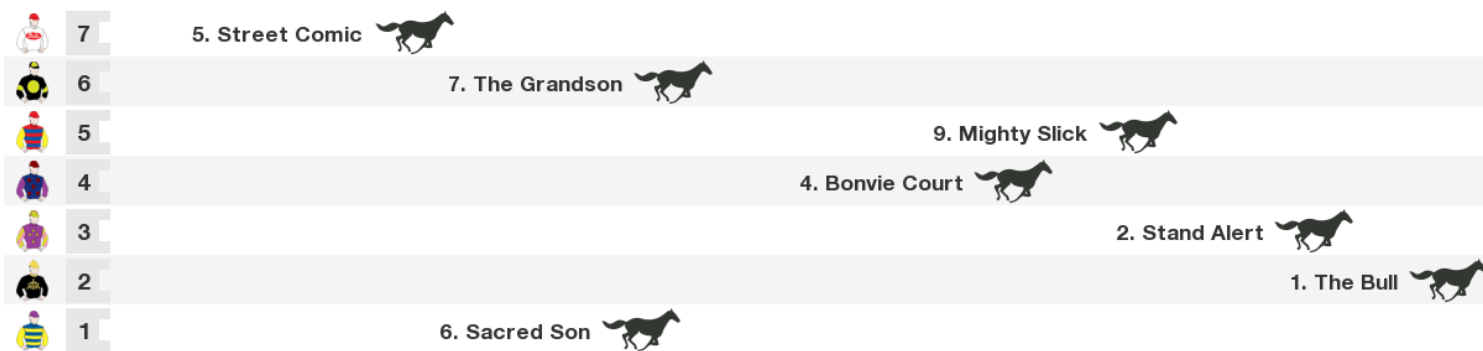 7 5. Street Comic
6 7. The Grandson
5 9. Mighty Slick
4 4. Bonvie Court
3 2. Stand Alert
2 1. The Bull
1 6. Sacred Son